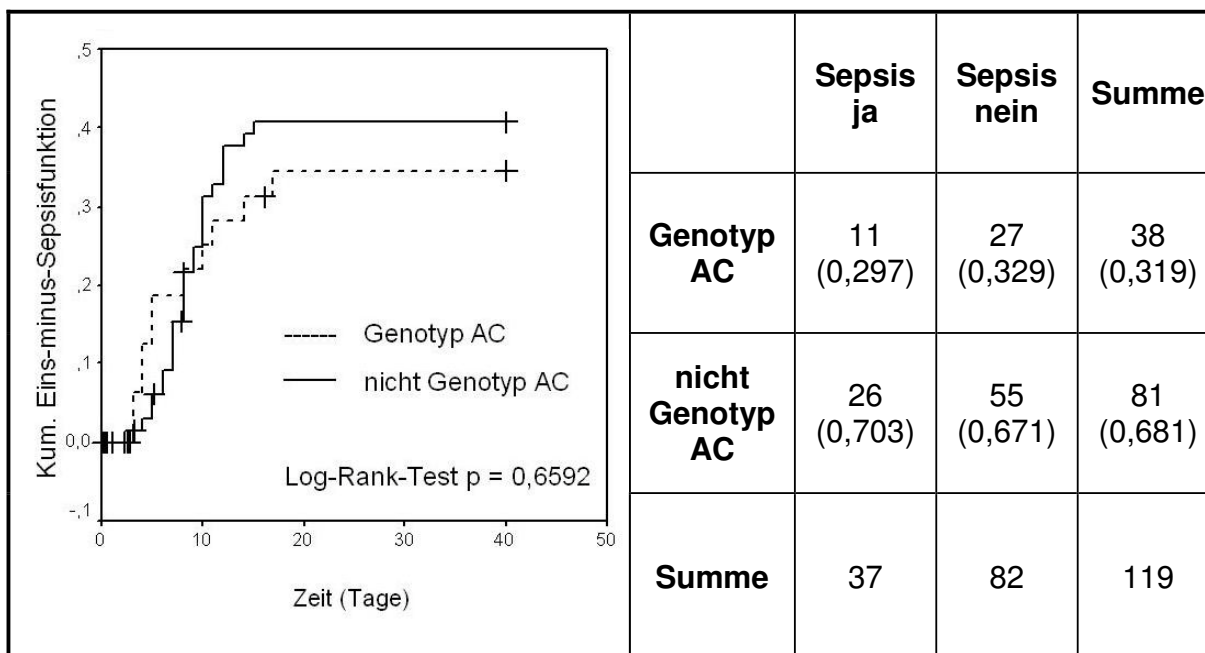 Kum. Eins-minus-Sepsisfunktion
,5
,4
,3
,2
,1
0,0
-,1
0
10
20
30
40
50
Zeit (Tage)
Genotyp AC
nicht Genotyp AC
Log-Rank-Test p = 0,6592
Sepsis
ja
Sepsis
nein
Summe
Genotyp
AC
11
(0,297)
27
(0,329)
38
(0,319)
nicht
Genotyp
AC
26
(0,703)
55
(0,671)
81
(0,681)
Summe
37
82
119